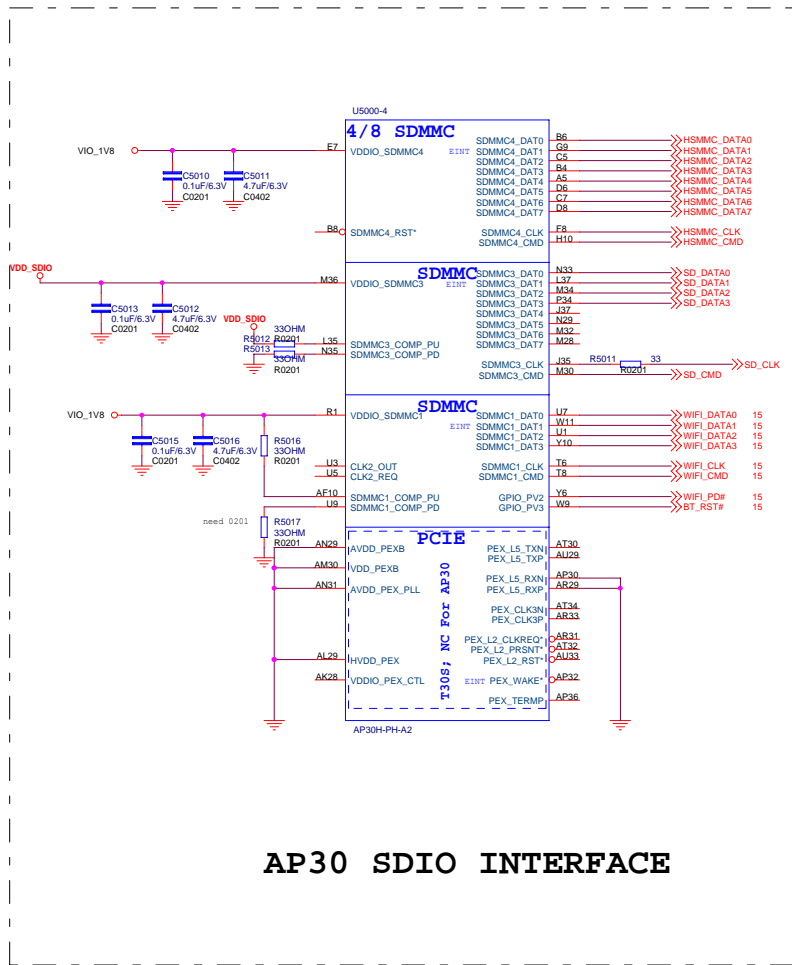 U5000-4
4/8 SDMMC
VIO_1V8
E7 VDDIO_SDMMC4 EINT
C5010
0.1uF/6.3V
C0201
C5011
4.7uF/6.3V
C0402
B8 SDMMC4_RST*
SDMMC4_DAT0 B6 HSMMC_DATA0
SDMMC4_DAT1 G9 HSMMC_DATA1
SDMMC4_DAT2 C5 HSMMC_DATA2
SDMMC4_DAT3 B4 HSMMC_DATA3
SDMMC4_DAT4 A5 HSMMC_DATA4
SDMMC4_DAT5 D6 HSMMC_DATA5
SDMMC4_DAT6 C7 HSMMC_DATA6
SDMMC4_DAT7 D8 HSMMC_DATA7
SDMMC4_CLK F8 HSMMC_CLK
SDMMC4_CMD H10 HSMMC_CMD
SDMMC
VDD_SDIO
M36 VDDIO_SDMMC3 EINT
C5013
0.1uF/6.3V
C0201
C5012
4.7uF/6.3V
C0402
VDD_SDIO
33OHM
R5012 R0201
R5013
33OHM
R0201
L35 SDMMC3_COMP_PU
N35 SDMMC3_COMP_PD
SDMMC3_DAT0 N33 SD_DATA0
SDMMC3_DAT1 L37 SD_DATA1
SDMMC3_DAT2 M34 SD_DATA2
SDMMC3_DAT3 P34 SD_DATA3
SDMMC3_DAT4 J37
SDMMC3_DAT5 N29
SDMMC3_DAT6 M32
SDMMC3_DAT7 M28
SDMMC3_CLK J35 R5011 33 R0201 SD_CLK
SDMMC3_CMD M30 SD_CMD
SDMMC
VIO_1V8
R1 VDDIO_SDMMC1 EINT
C5015
0.1uF/6.3V
C0201
C5016
4.7uF/6.3V
C0402
R5016
33OHM
R0201
U3 CLK2_OUT
U5 CLK2_REQ
AF10 SDMMC1_COMP_PU
U9 SDMMC1_COMP_PD
need 0201
R5017
33OHM
R0201
SDMMC1_DAT0 U7 WIFI_DATA0 15
SDMMC1_DAT1 W11 WIFI_DATA1 15
SDMMC1_DAT2 U1 WIFI_DATA2 15
SDMMC1_DAT3 Y10 WIFI_DATA3 15
SDMMC1_CLK T6 WIFI_CLK 15
SDMMC1_CMD T8 WIFI_CMD 15
GPIO_PV2 Y6 WIFI_PD# 15
GPIO_PV3 W9 BT_RST# 15
PCIE
T30S; NC For AP30
AN29 AVDD_PEXB
AM30 VDD_PEXB
AN31 AVDD_PEX_PLL
AL29 HVDD_PEX
AK28 VDDIO_PEX_CTL
PEX_L5_TXN AT30
PEX_L5_TXP AU29
PEX_L5_RXN AP30
PEX_L5_RXP AR29
PEX_CLK3N AT34
PEX_CLK3P AR33
PEX_L2_CLKREQ* AR31
PEX_L2_PRSNT* AT32
PEX_L2_RST* AU33
EINT PEX_WAKE* AP32
PEX_TERMP AP36
AP30H-PH-A2
AP30 SDIO INTERFACE